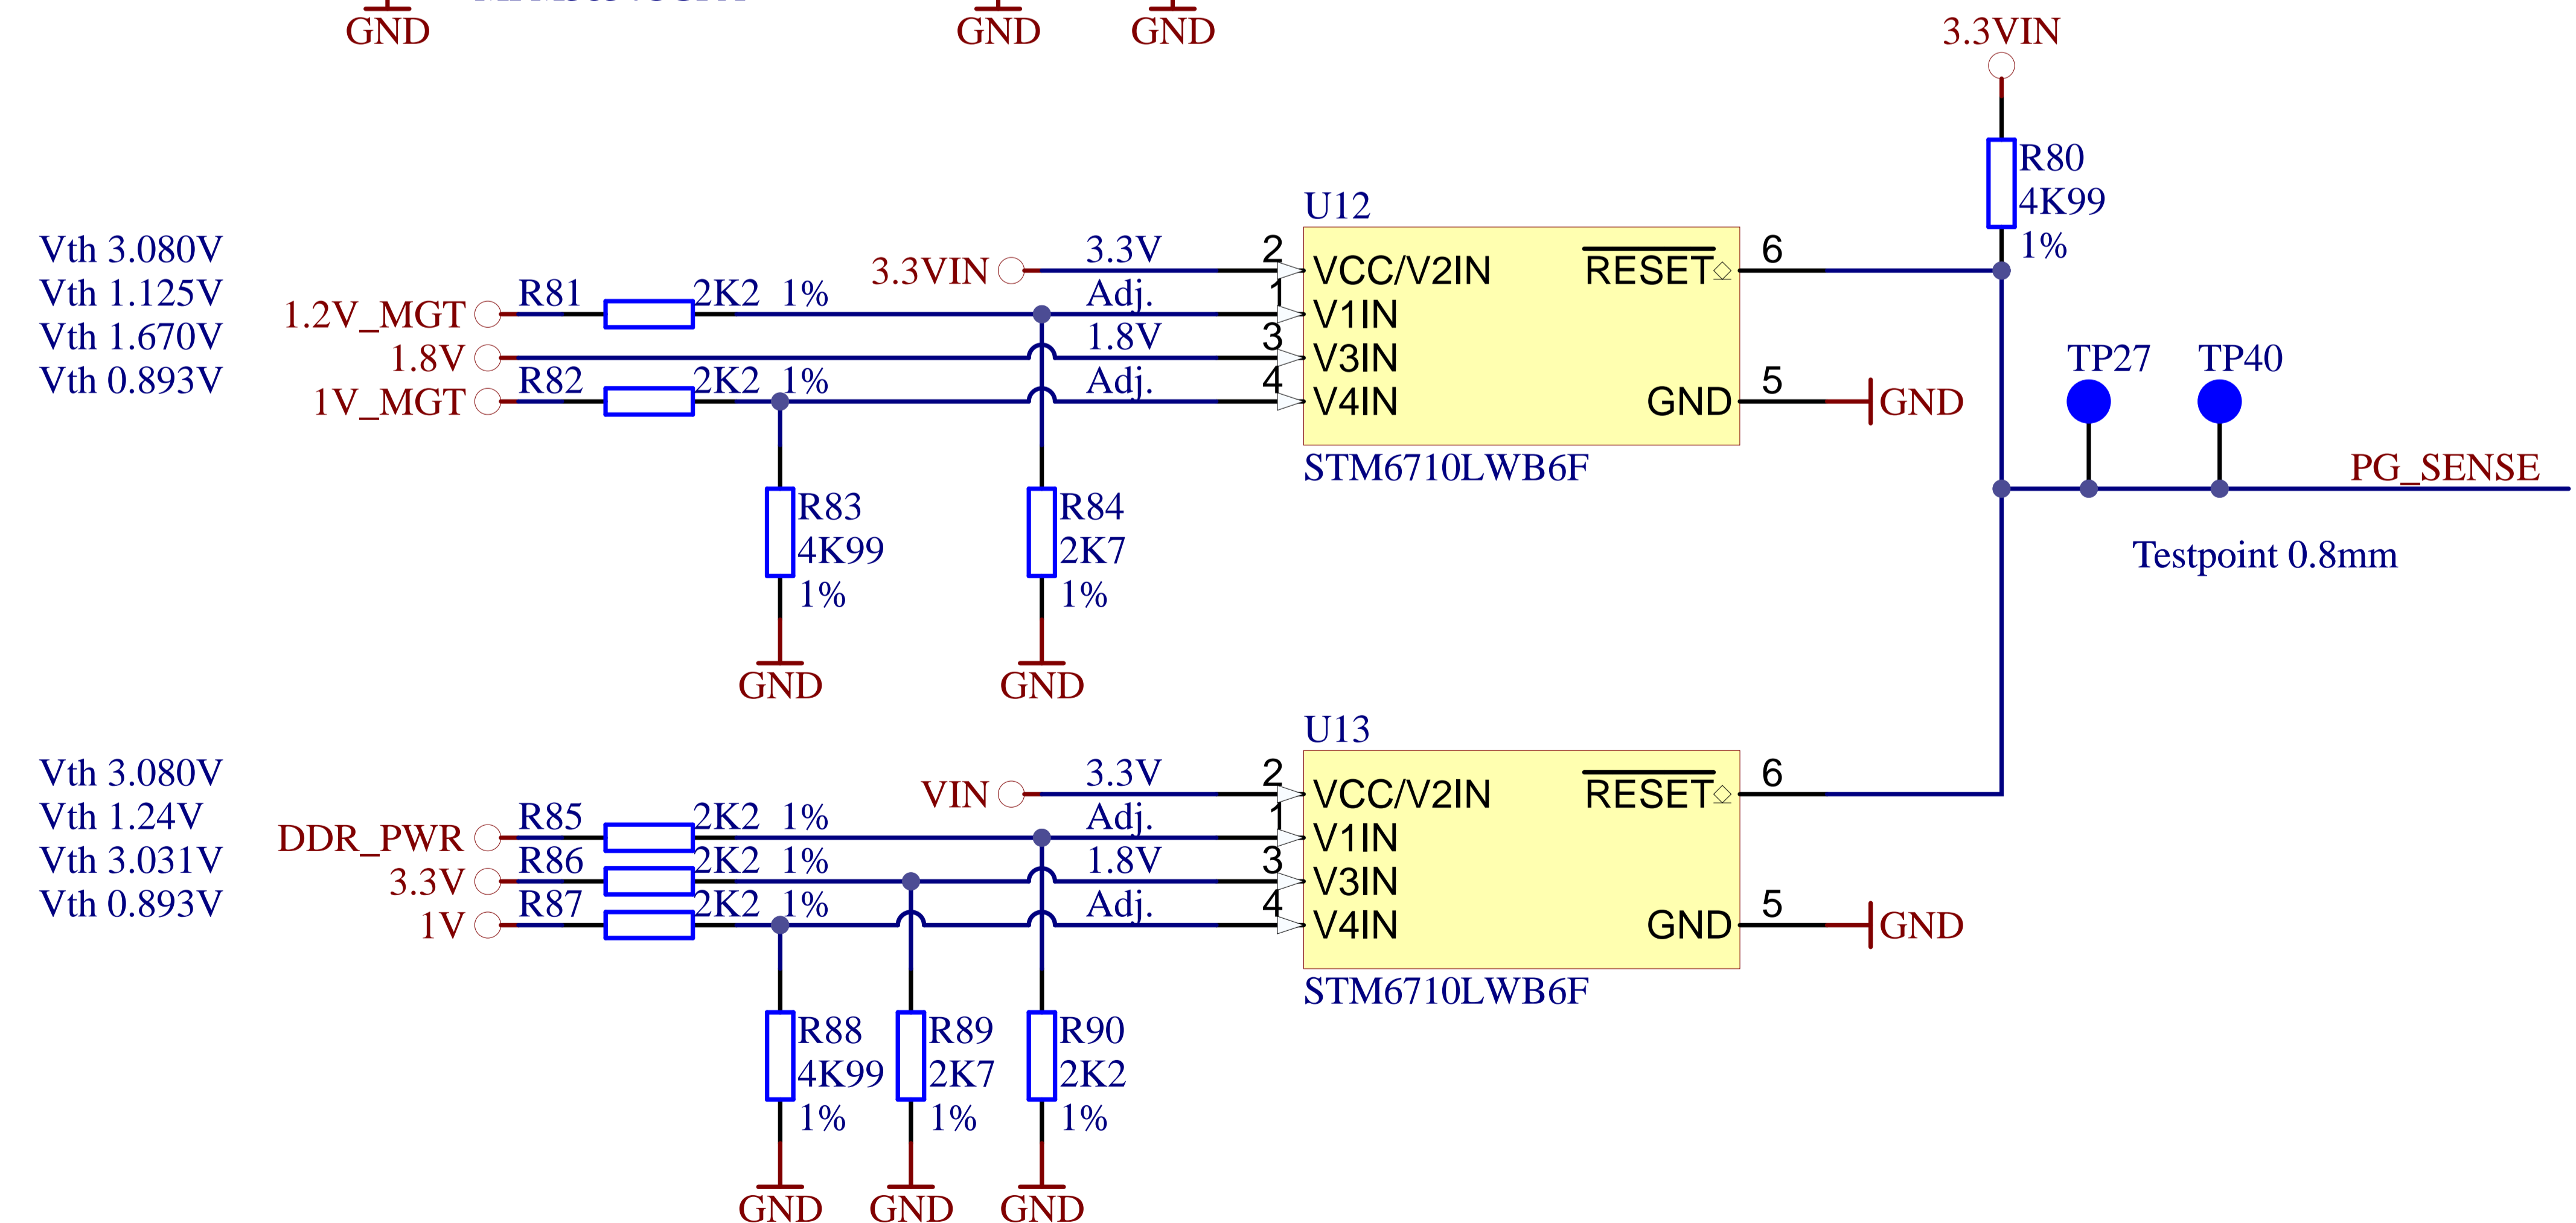 GND
GND
GND
3.3VIN
R80
4K99
1%
Vth 3.080V
Vth 1.125V
Vth 1.670V
Vth 0.893V
3.3VIN
3.3V
2
1.2V_MGT
R81
2K2 1%
Adj.
1
1.8V
1.8V
3
1V_MGT
R82
2K2 1%
Adj.
4
U12
VCC/V2IN
V1IN
V3IN
V4IN
RESET
6
GND
5
GND
STM6710LWB6F
R83
4K99
1%
GND
R84
2K7
1%
GND
TP27
TP40
PG_SENSE
Testpoint 0.8mm
Vth 3.080V
Vth 1.24V
Vth 3.031V
Vth 0.893V
VIN
3.3V
2
DDR_PWR
R85
2K2 1%
Adj.
1
3.3V
R86
2K2 1%
1.8V
3
1V
R87
2K2 1%
Adj.
4
U13
VCC/V2IN
V1IN
V3IN
V4IN
RESET
6
GND
5
GND
STM6710LWB6F
R88
4K99
1%
GND
R89
2K7
1%
GND
R90
2K2
1%
GND